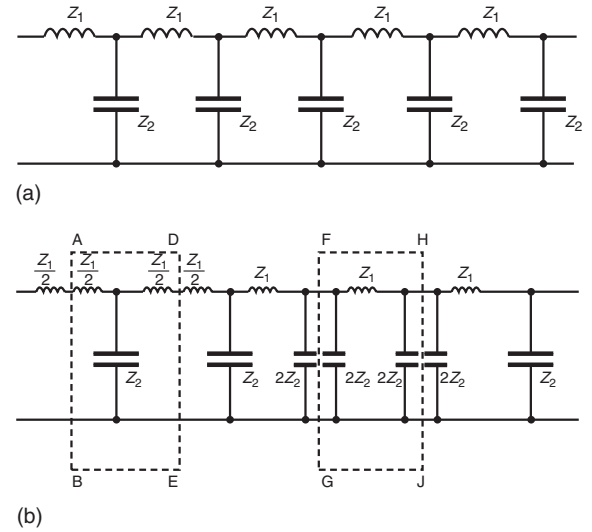 Z1 Z1 Z1 Z1 Z1
Z2 Z2 Z2 Z2 Z2
(a)
A D F H
Z1/2 Z1/2 Z1/2 Z1/2 Z1 Z1 Z1
Z2 Z2 2Z2 2Z2 2Z2 2Z2 Z2
B E G J
(b)